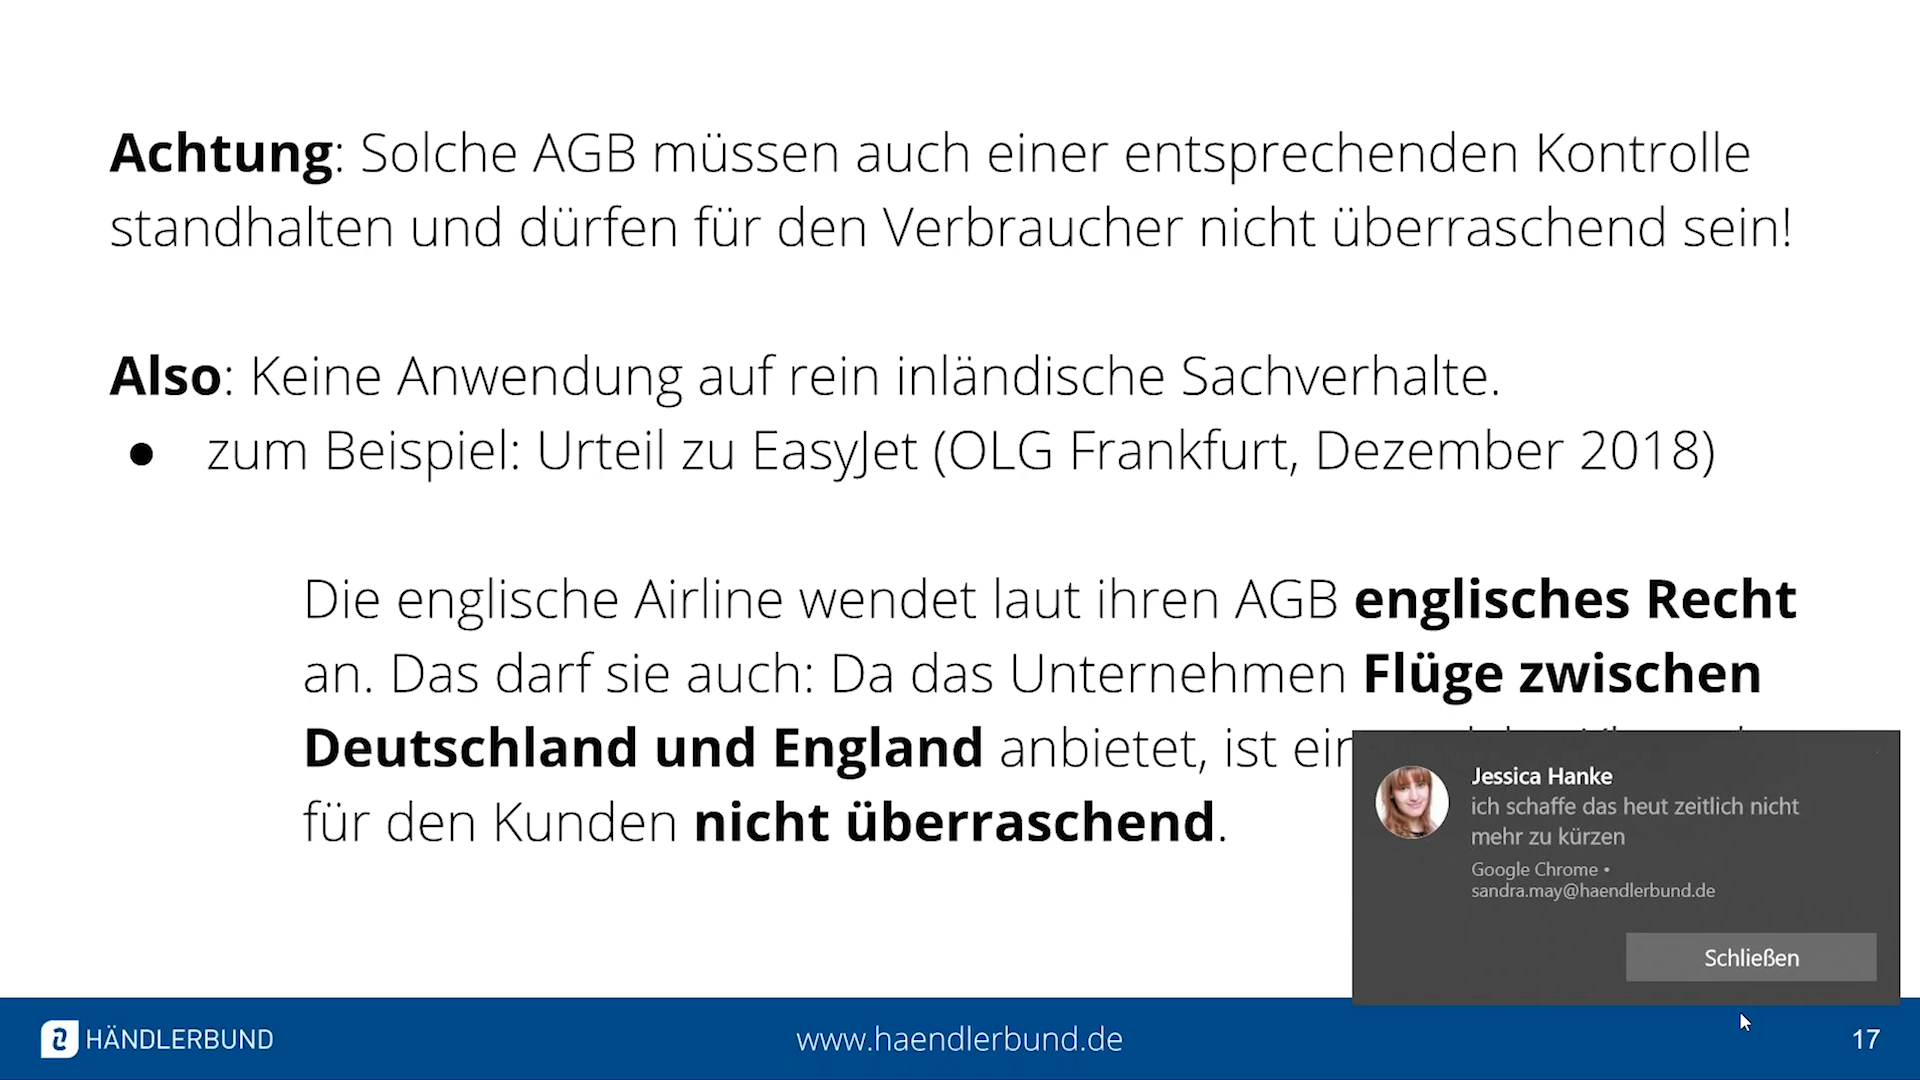 Achtung: Solche AGB müssen auch einer entsprechenden Kontrolle
standhalten und dürfen für den Verbraucher nicht überraschend sein!
Also: Keine Anwendung auf rein inländische Sachverhalte.
● zum Beispiel: Urteil zu EasyJet (OLG Frankfurt, Dezember 2018)
Die englische Airline wendet laut ihren AGB englisches Recht
an. Das darf sie auch: Da das Unternehmen Flüge zwischen
Deutschland und England anbietet, ist
für den Kunden nicht überraschend.
Jessica Hanke
ich schaffe das heut zeitlich nicht
mehr zu kürzen
Google Chrome •
sandra.may@haendlerbund.de
Schließen
HÄNDLERBUND
www.haendlerbund.de
17